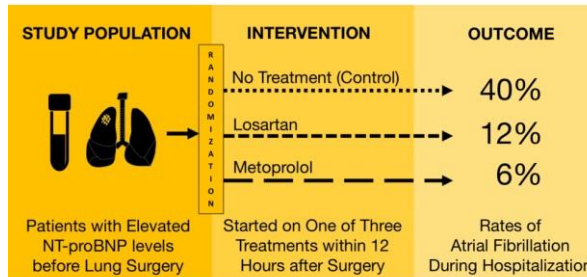 STUDY POPULATION
INTERVENTION
OUTCOME
RANDOMIZATION
No Treatment (Control)
40%
Losartan
12%
Metoprolol
6%
Patients with Elevated
NT-proBNP levels
before Lung Surgery
Started on One of Three
Treatments within 12
Hours after Surgery
Rates of
Atrial Fibrillation
During Hospitalizatio